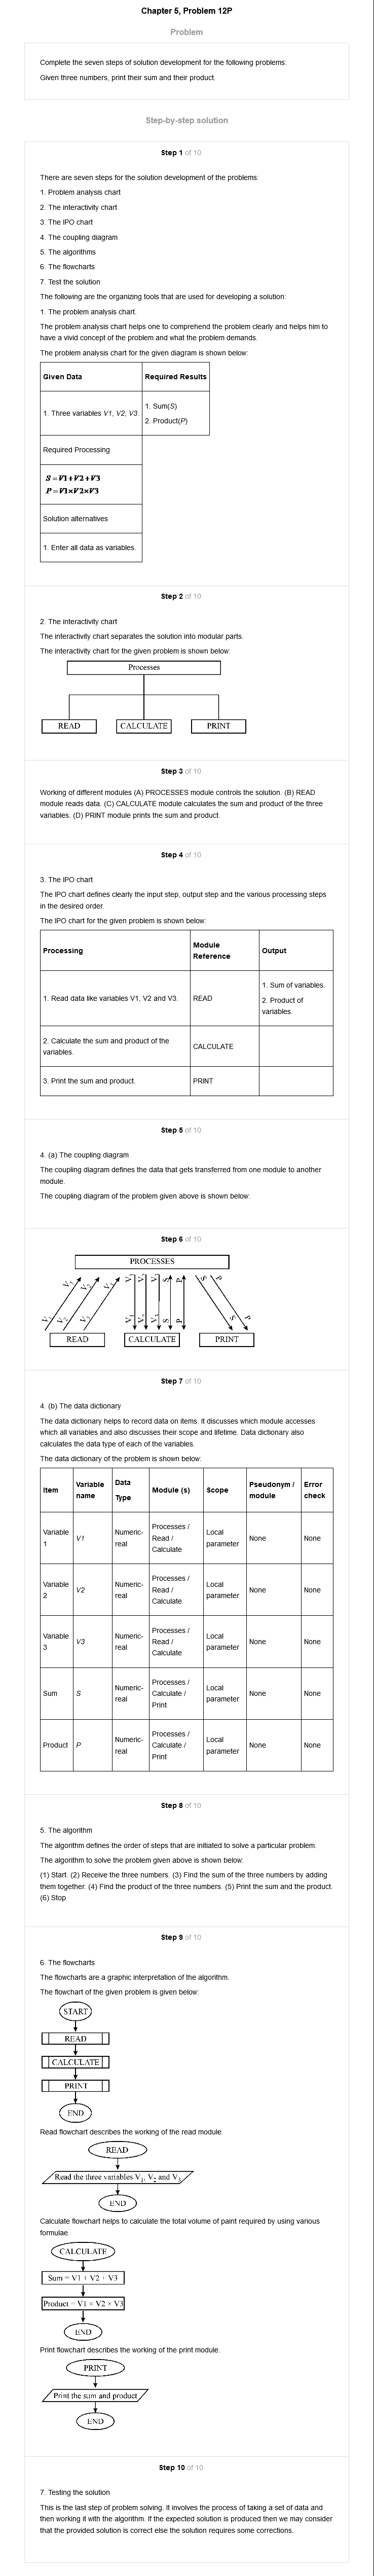 Chapter 5, Problem 12P
Problem
Complete the seven steps of solution development for the following problems:
Given three numbers, print their sum and their product.
Step-by-step solution
Step 1 of 10
There are seven steps for the solution development of the problems:
1. Problem analysis chart
2. The interactivity chart
3. The IPO chart
4. The coupling diagram
5. The algorithms
6. The flowcharts
7. Test the solution
The following are the organizing tools that are used for developing a solution:
1. The problem analysis chart.
The problem analysis chart helps one to comprehend the problem clearly and helps him to
have a vivid concept of the problem and what the problem demands.
The problem analysis chart for the given diagram is shown below:
Given Data
Required Results
1. Three variables V1, V2, V3.
1. Sum(S)
2. Product(P)
Required Processing
S=V1+V2+V3
P=V1×V2×V3
Solution alternatives
1. Enter all data as variables.
Step 2 of 10
2. The interactivity chart
The interactivity chart separates the solution into modular parts.
The interactivity chart for the given problem is shown below:
Processes
READ
CALCULATE
PRINT
Step 3 of 10
Working of different modules (A) PROCESSES module controls the solution. (B) READ
module reads data. (C) CALCULATE module calculates the sum and product of the three
variables. (D) PRINT module prints the sum and product.
Step 4 of 10
3. The IPO chart
The IPO chart defines clearly the input step, output step and the various processing steps
in the desired order.
The IPO chart for the given problem is shown below:
Processing
Module
Reference
Output
1. Read data like variables V1, V2 and V3.
READ
1. Sum of variables.
2. Product of
variables.
2. Calculate the sum and product of the
variables.
CALCULATE
3. Print the sum and product.
PRINT
Step 5 of 10
4. (a) The coupling diagram
The coupling diagram defines the data that gets transferred from one module to another
module.
The coupling diagram of the problem given above is shown below:
Step 6 of 10
PROCESSES
V1 V2 V3 V1 V2 V3 S P S P
V1 V2 V3 V1 V2 V3 S P S P
READ
CALCULATE
PRINT
Step 7 of 10
4. (b) The data dictionary
The data dictionary helps to record data on items. It discusses which module accesses
which all variables and also discusses their scope and lifetime. Data dictionary also
calculates the data type of each of the variables.
The data dictionary of the problem is shown below:
Item
Variable
name
Data
Type
Module (s)
Scope
Pseudonym /
module
Error
check
Variable
1
V1
Numeric-
real
Processes /
Read /
Calculate
Local
parameter
None
None
Variable
2
V2
Numeric-
real
Processes /
Read /
Calculate
Local
parameter
None
None
Variable
3
V3
Numeric-
real
Processes /
Read /
Calculate
Local
parameter
None
None
Sum
S
Numeric-
real
Processes /
Calculate /
Print
Local
parameter
None
None
Product
P
Numeric-
real
Processes /
Calculate /
Print
Local
parameter
None
None
Step 8 of 10
5. The algorithm
The algorithm defines the order of steps that are initiated to solve a particular problem.
The algorithm to solve the problem given above is shown below:
(1) Start. (2) Receive the three numbers. (3) Find the sum of the three numbers by adding
them together. (4) Find the product of the three numbers. (5) Print the sum and the product.
(6) Stop
Step 9 of 10
6. The flowcharts
The flowcharts are a graphic interpretation of the algorithm.
The flowchart of the given problem is given below:
START
READ
CALCULATE
PRINT
END
Read flowchart describes the working of the read module.
READ
Read the three variables V1, V2 and V3
END
Calculate flowchart helps to calculate the total volume of paint required by using various
formulae.
CALCULATE
Sum = V1 + V2 + V3
Product = V1 × V2 × V3
END
Print flowchart describes the working of the print module.
PRINT
Print the sum and product
END
Step 10 of 10
7. Testing the solution
This is the last step of problem solving. It involves the process of taking a set of data and
then working it with the algorithm. If the expected solution is produced then we may consider
that the provided solution is correct else the solution requires some corrections.